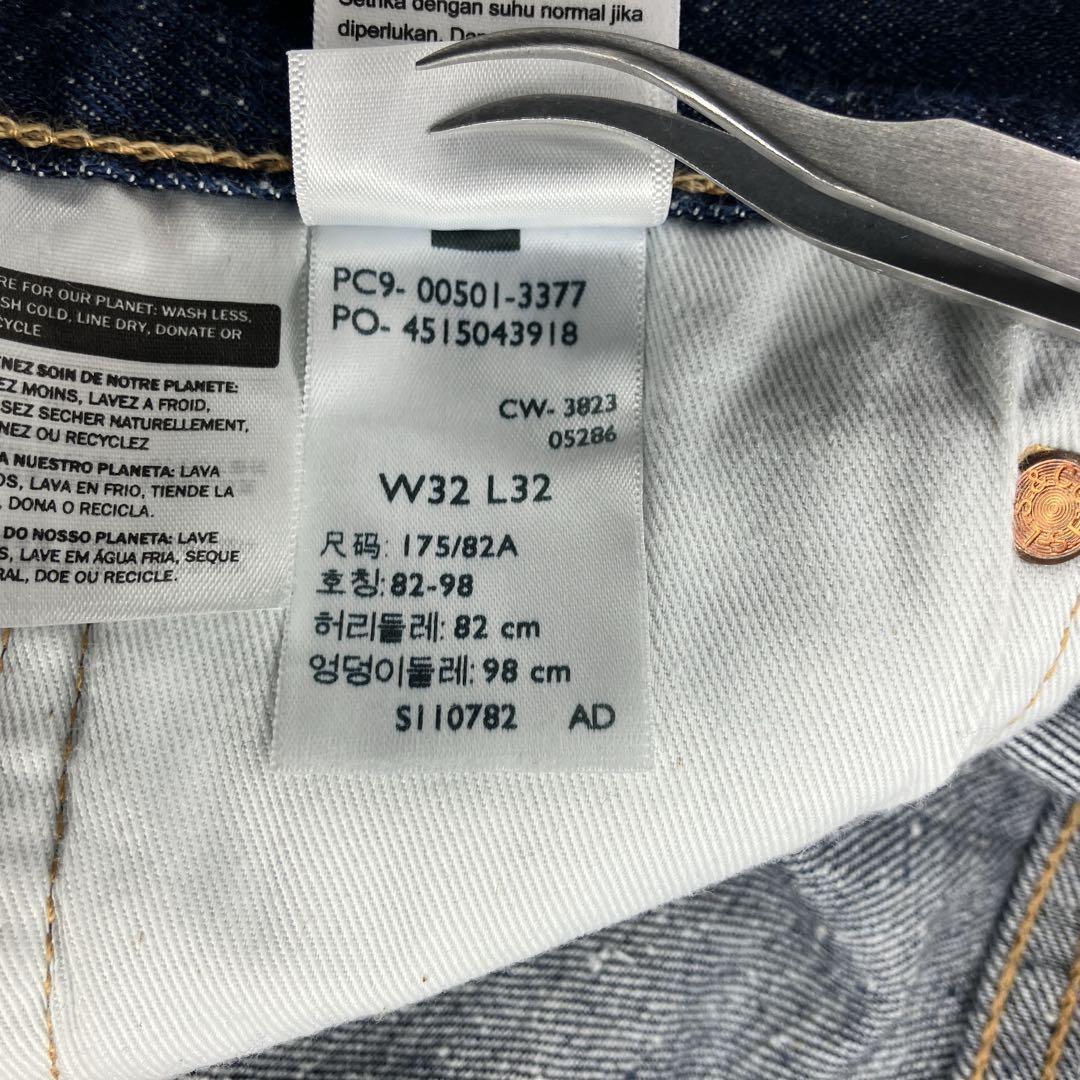 Setrika dengan suhu normal jika
diperlukan.
FOR OUR PLANET: WASH LESS,
COLD, LINE DRY, DONATE OR
SOIN DE NOTRE PLANETE:
MOINS, LAVEZ A FROID,
SECHER NATURELLEMENT,
OU RECYCLEZ
A NUESTRO PLANETA: LAVA
LAVA EN FRIO, TIENDE LA
DONA O RECICLA.
DO NOSSO PLANETA: LAVE
LAVE EM ÁGUA FRIA, SEQUE
DOE OU RECICLE.
PC9- 00501-3377
PO- 4515043918
CW- 3823
05286
W32 L32
尺码: 175/82A
호칭: 82-98
허리둘레: 82 cm
엉덩이둘레: 98 cm
S110782 AD